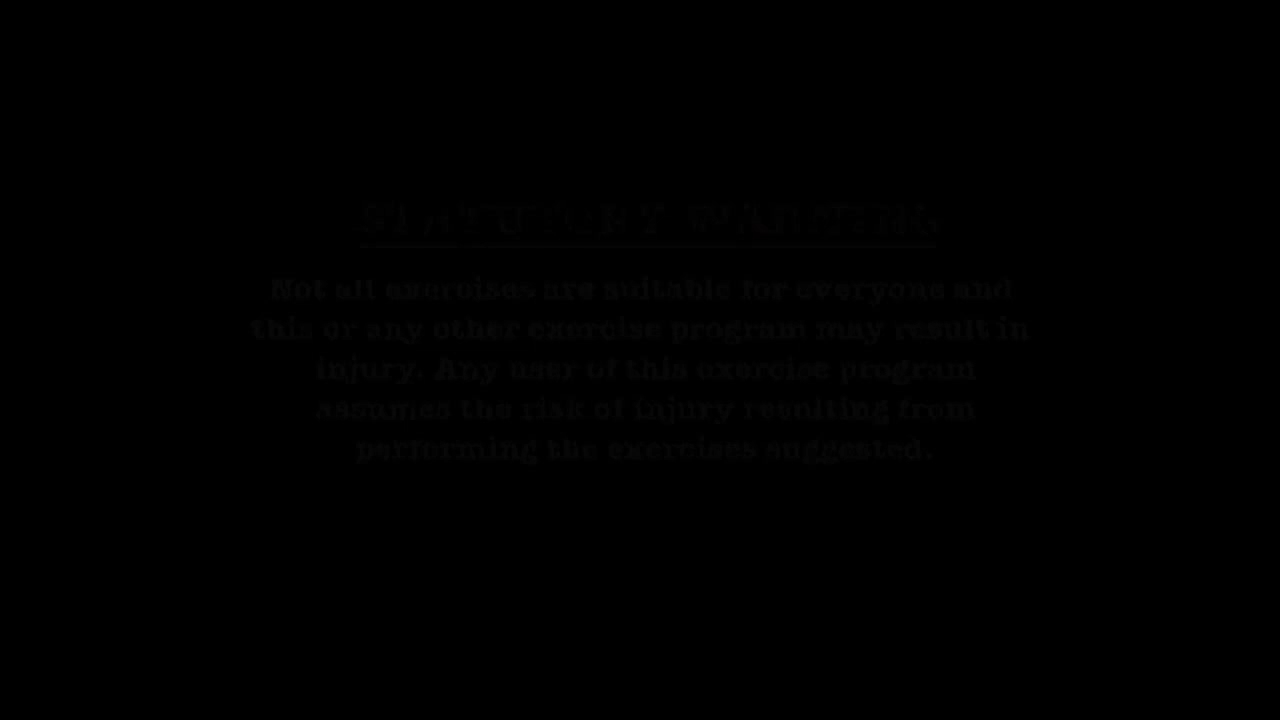 STATUTORY WARNING
Not all exercises are suitable for everyone and
this or any other exercise program may result in
injury. Any user of this exercise program
assumes the risk of injury resulting from
performing the exercises suggested.